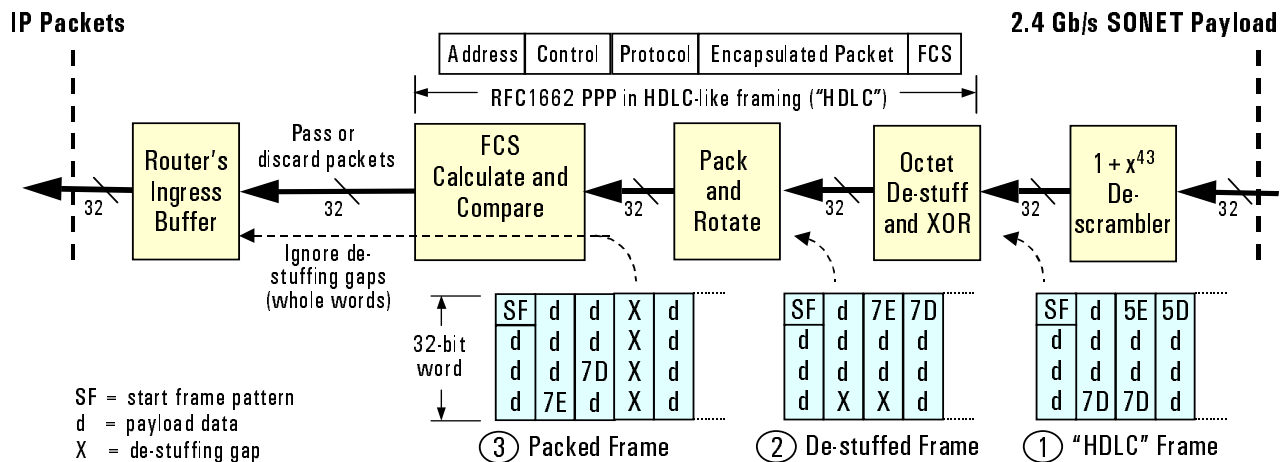 IP Packets
2.4 Gb/s SONET Payload
Address Control Protocol Encapsulated Packet FCS
RFC1662 PPP in HDLC-like framing ("HDLC")
Router's
Ingress
Buffer
Pass or
discard packets
FCS
Calculate and
Compare
Pack
and
Rotate
Octet
De-stuff
and XOR
1 + x^43
De-
scrambler
32 32 32 32 32 32
Ignore de-
stuffing gaps
(whole words)
32-bit
word
SF d d X d
d d d X d
d d 7D X d
d 7E d X d
SF d 7E 7D
d d d d
d d d d
d X X d
SF d 5E 5D
d d d d
d d d d
d 7D 7D d
3 Packed Frame
2 De-stuffed Frame
1 "HDLC" Frame
SF = start frame pattern
d = payload data
X = de-stuffing gap